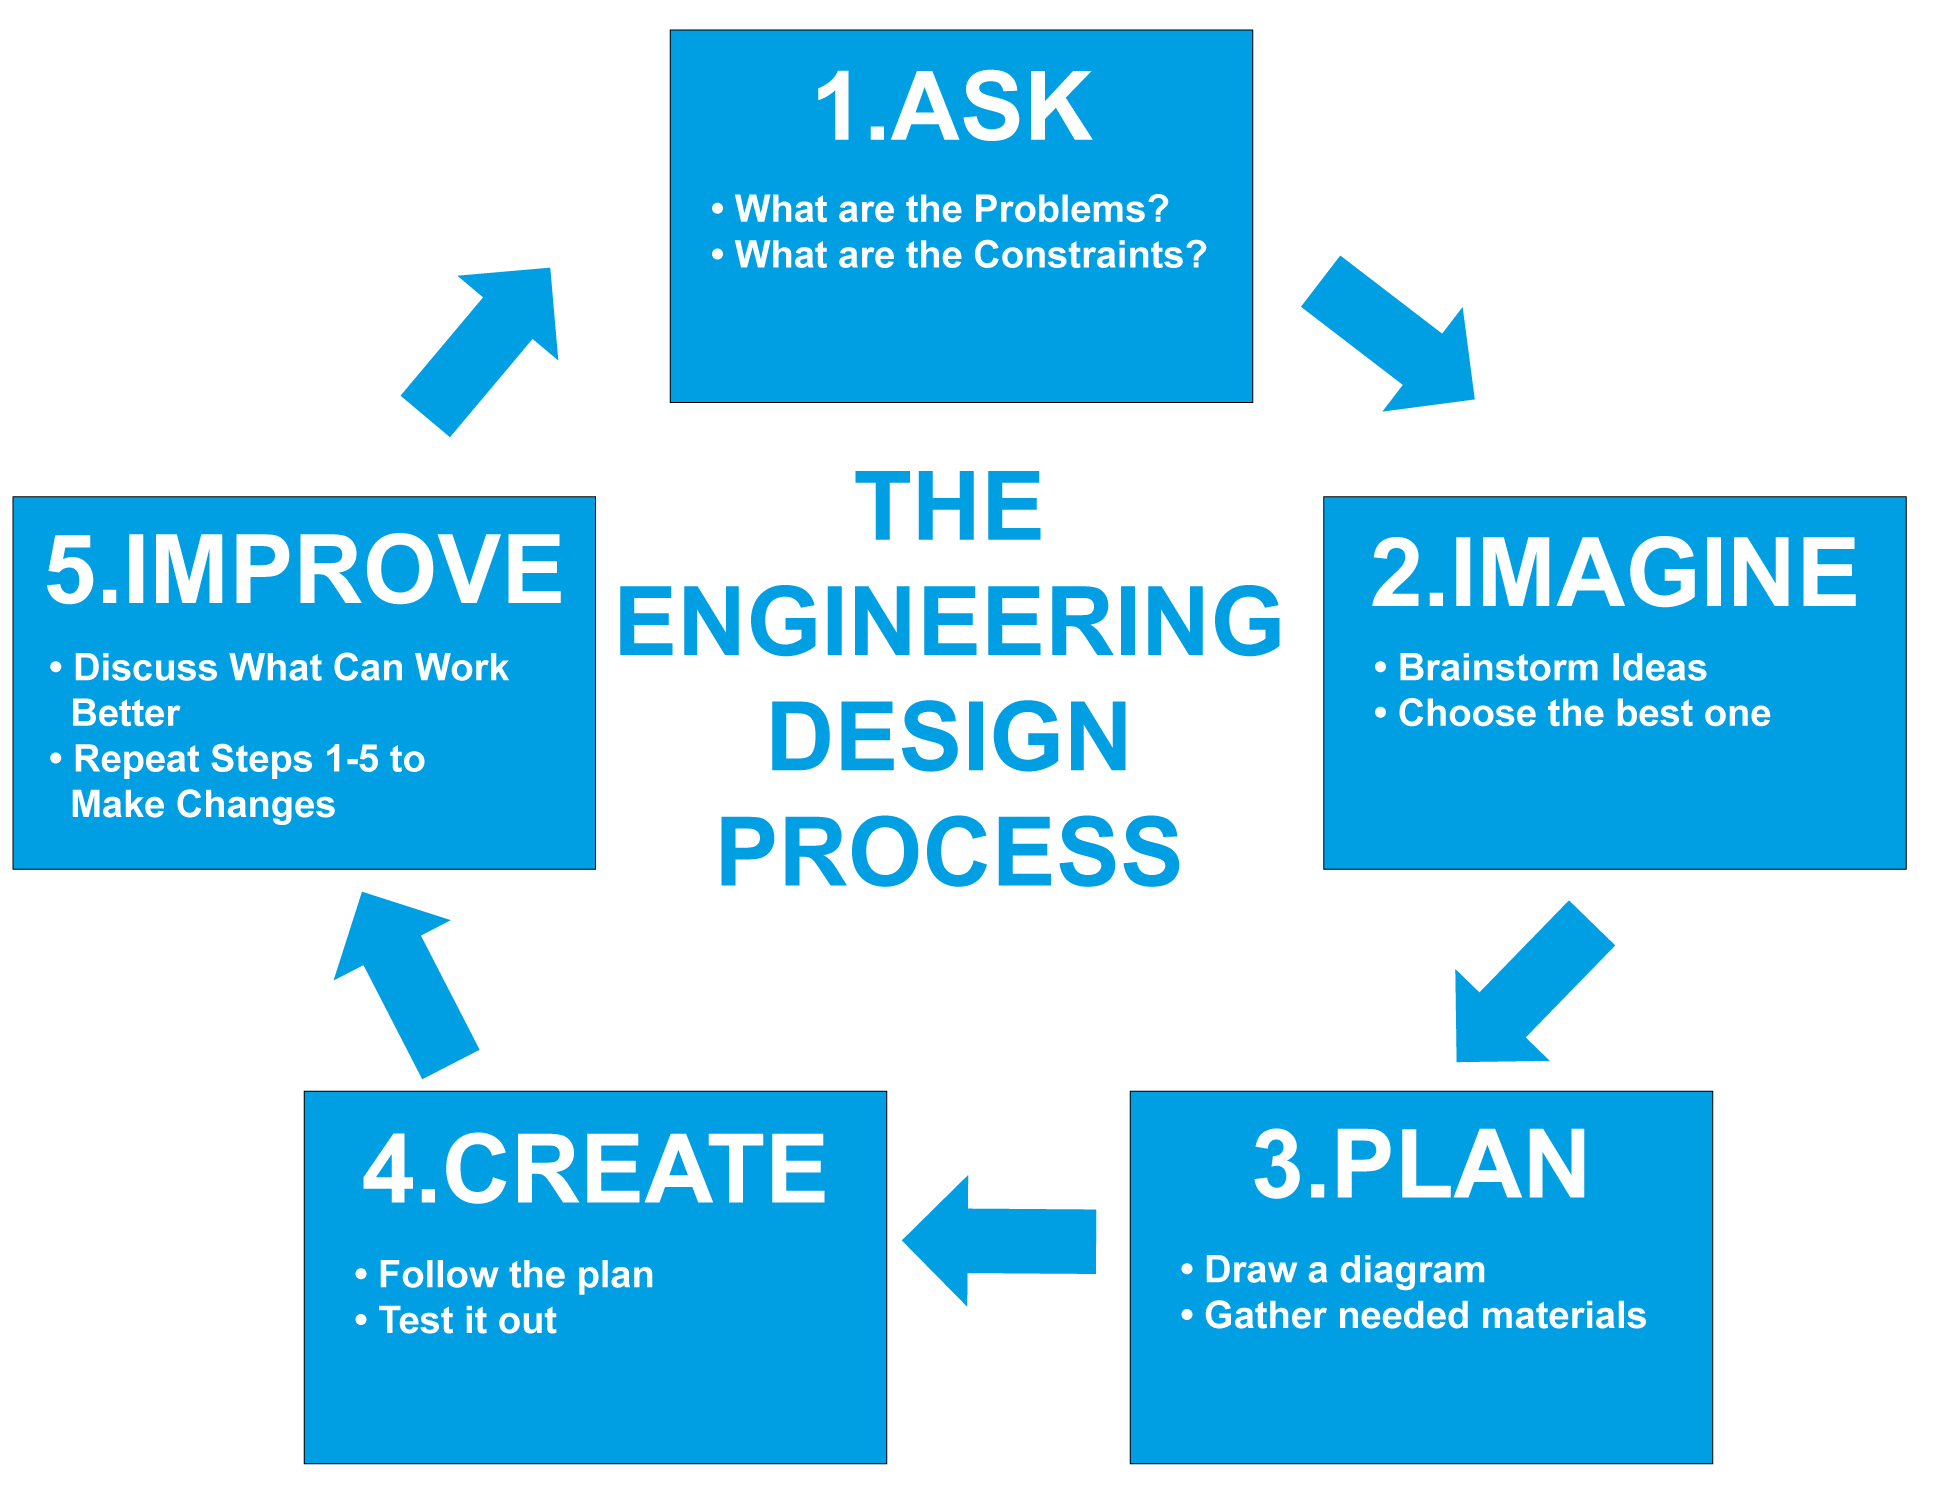 1.ASK
• What are the Problems?
• What are the Constraints?
THE
ENGINEERING
DESIGN
PROCESS
2.IMAGINE
• Brainstorm Ideas
• Choose the best one
3.PLAN
• Draw a diagram
• Gather needed materials
4.CREATE
• Follow the plan
• Test it out
5.IMPROVE
• Discuss What Can Work
Better
• Repeat Steps 1-5 to
Make Changes